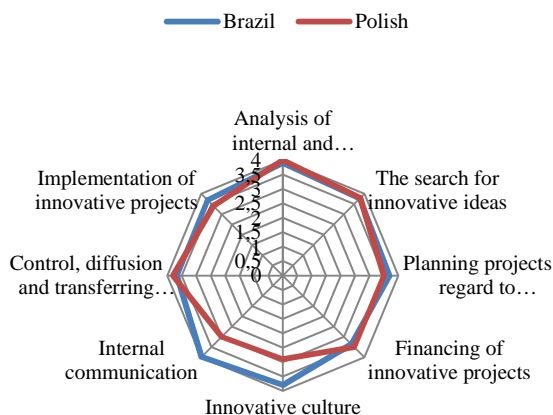 Brazil
Polish
Analysis of
internal and…
The search for
innovative ideas
Planning projects
regard to…
Financing of
innovative projects
Innovative culture
Internal
communication
Control, diffusion
and transferring…
Implementation of
innovative projects
4
3,5
3
2,5
2
1,5
1
0,5
0